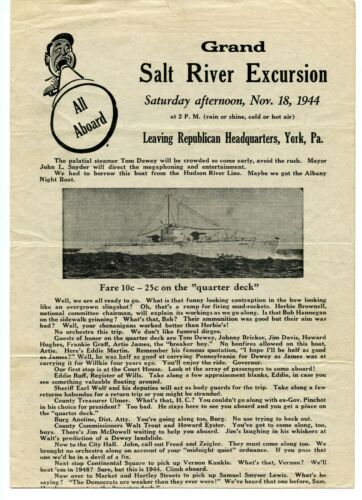 All
Aboard
Grand
Salt River Excursion
Saturday afternoon, Nov. 18, 1944
at 2 P. M. (rain or shine, cold or hot air)
Leaving Republican Headquarters, York, Pa.
The palatial steamer Tom Dewey will be crowded so come early, avoid the rush. Mayor
John L. Snyder will direct the megaphoning and entertainment.
We had to borrow this boat from the Hudson River Line. Maybe we got the Albany
Night Boat.
Fare 10c – 25c on the "quarter deck"
Well, we are all ready to go. What is that funny looking contraption in the bow looking
like an overgrown slingshot? Oh, that's a ramp for firing mud-rockets. Herbie Brownell,
national committee chairman, will explain its workings as we go along. Is that Bob Hannegan
on the sidewalk grinning? What's that, Bob? Their ammunition was good but their aim was
bad? Well, your shenanigans worked better than Herbie's!
No orchestra this trip. We don't like funeral dirges.
Guests of honor on the quarter deck are Tom Dewey, Johnny Bricker, Jim Davis, Howard
Hughes, Frankie Graff, Artie James, the "breaker boy". No bonfires allowed on this boat,
Artie. Here's Eddie Martin. Remember his famous quotation, "I hope I'll be half as good
as James?" Well, he was half as good at carrying Pennsylvania for Dewey as James was at
carrying it for Willkie four years ago. You'll really enjoy the ride.
Our first stop is at the Court House. Look at the array of passengers to come aboard!
Eddie Ruff, Register of Wills. Take along a few appraisement blanks, Eddie, in case you see
something valuable floating around.
Sheriff Earl Wolf and his deputies will act as body guards for the trip. Take along a few
returns for a return trip or you might be stranded.
County Treasurer Ulmer. What's that, H. C.? You couldn't go along with ex-Gov. Pinchot
in his choice for president? Too bad. He stays here to see you aboard and you get a place on
the "quarter deck."
Burg Anstine, Dist. Atty. You're going along too, Burg. No use trying to back out.
County Commissioners Walt Trout and Howard Eyster. You've got to come along, too,
boys. There's Jim McDowell waiting to help you aboard. Jim's laughing in his whiskers at
Walt's prediction of a Dewey landslide.
Now to the City Hall. John, call out Freed and Zeigler. They must come along too. We
brought no orchestra along on account of your "midnight quiet" ordinance. If you pass that
one we'd be in a devil of a fix.
Next stop Continental Square to pick up Vernon Kunkle. What's that, Vernon? We'll
beat 'em in 1948? Sure, but this is 1944. Climb aboard.
Now over to Market and Hartley Streets to pick up Samuel Snyser Lewis. What's he
saying? "The Democrats are weaker than they ever were"! He's always good for a laugh.